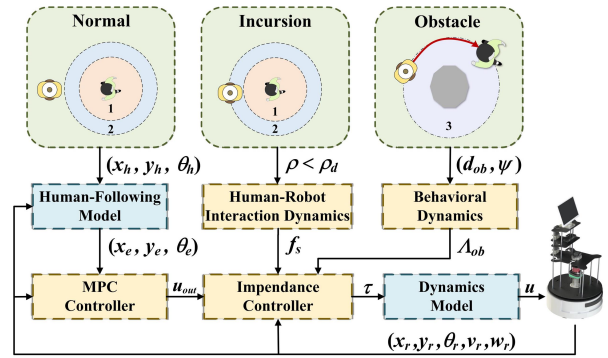 Normal
Incursion
Obstacle
1
2
1
2
3
(x_h, y_h, θ_h)
ρ < ρ_d
(d_ob, ψ)
Human-Following
Model
Human-Robot
Interaction Dynamics
Behavioral
Dynamics
(x_e, y_e, θ_e)
f_s
Λ_ob
MPC
Controller
u_out
Impendance
Controller
τ
Dynamics
Model
u
(x_r, y_r, θ_r, v_r, w_r)